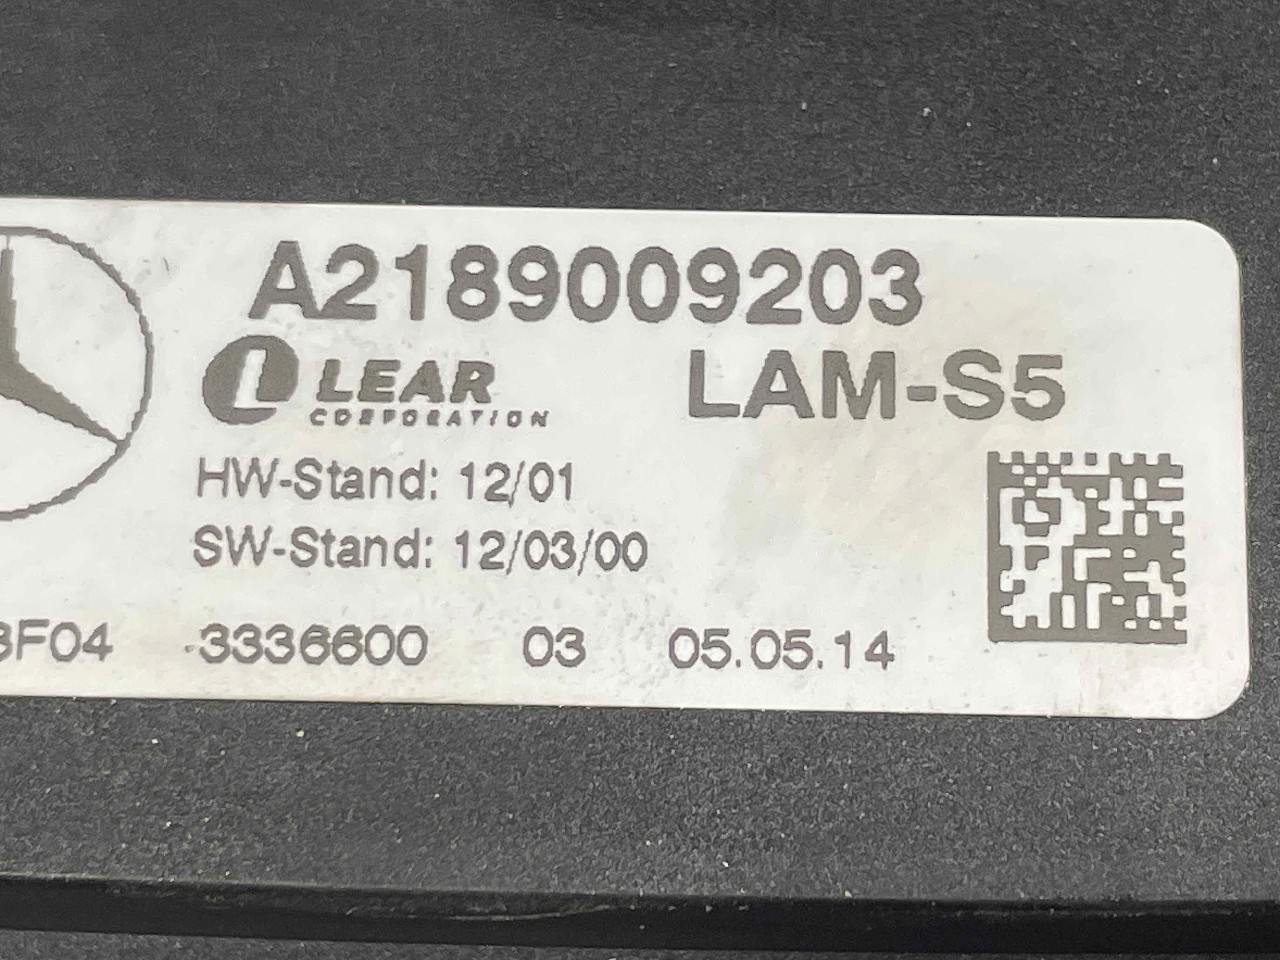 A2189009203
LEAR LAM-S5
CORPORATION
HW-Stand: 12/01
SW-Stand: 12/03/00
3F04 3336600 03 05.05.14